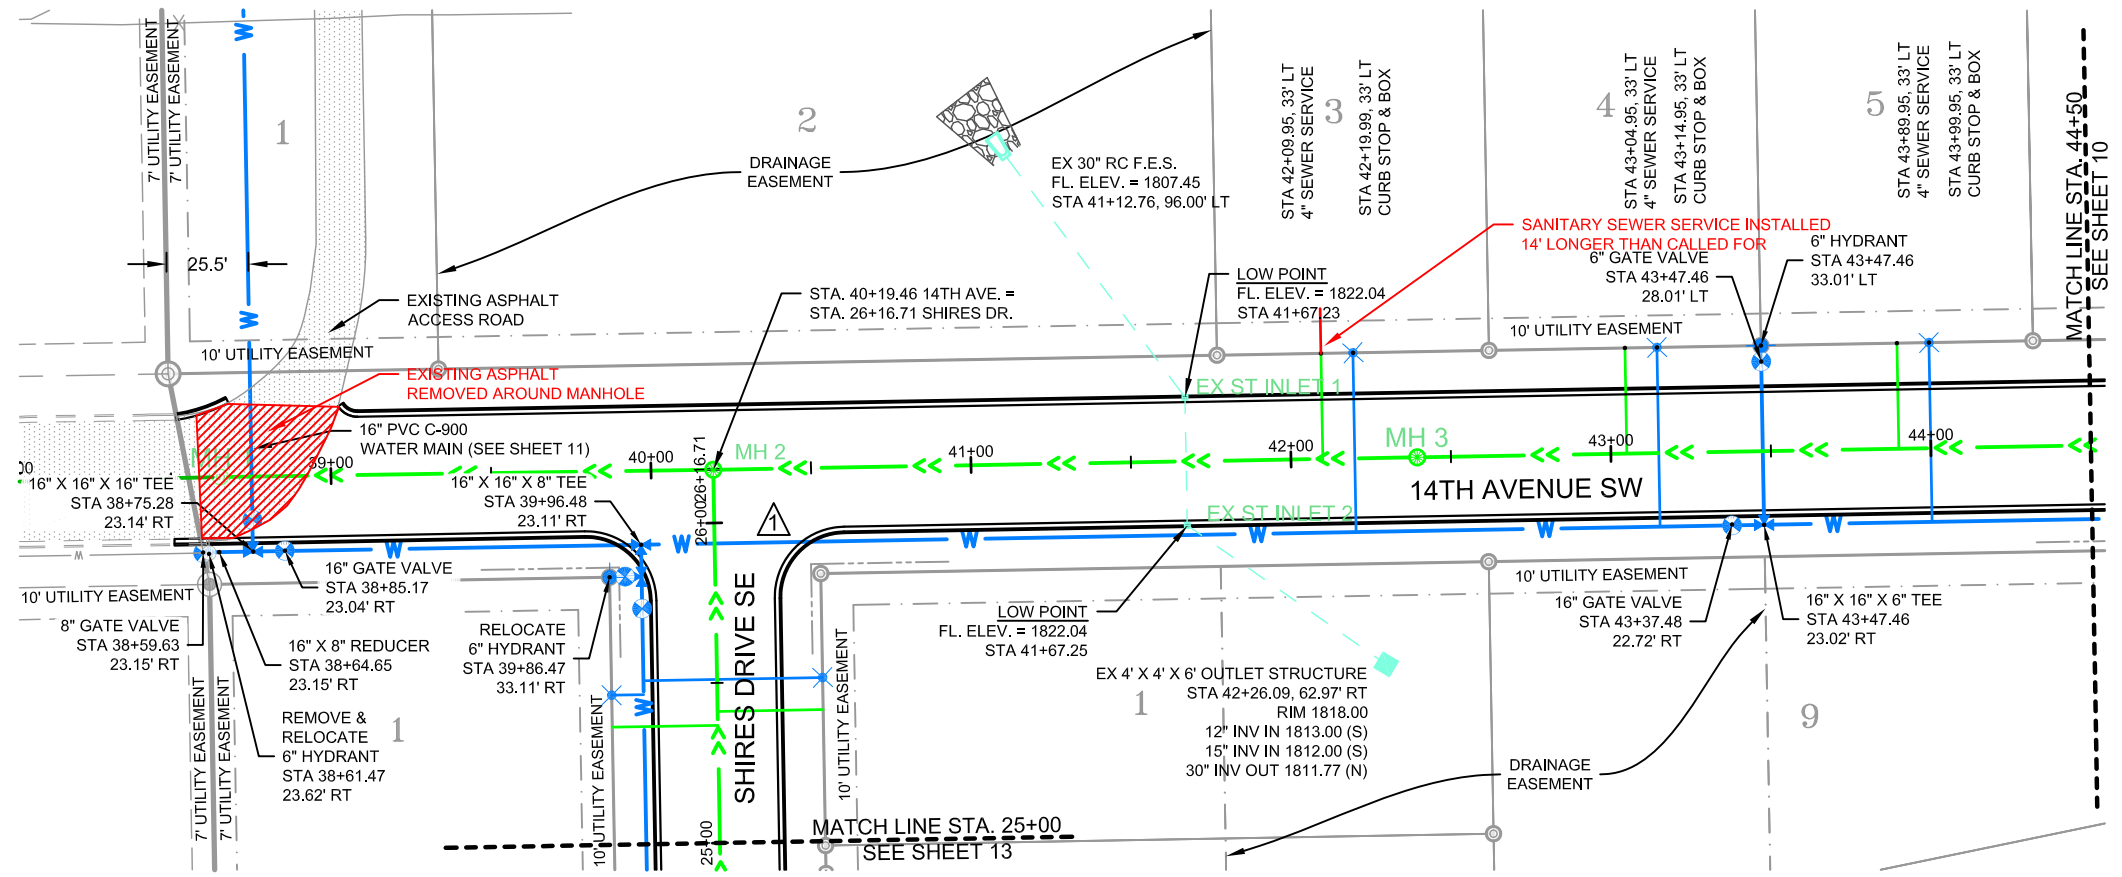 7' UTILITY EASEMENT
7' UTILITY EASEMENT
W
1
2
DRAINAGE
EASEMENT
EX 30" RC F.E.S.
FL. ELEV. = 1807.45
STA 41+12.76, 96.00' LT
STA 42+09.95, 33' LT
4" SEWER SERVICE
3
STA 42+19.99, 33' LT
CURB STOP & BOX
4
STA 43+04.95, 33' LT
4" SEWER SERVICE
STA 43+14.95, 33' LT
CURB STOP & BOX
5
STA 43+89.95, 33' LT
4" SEWER SERVICE
STA 43+99.95, 33' LT
CURB STOP & BOX
MATCH LINE STA. 44+50
SEE SHEET 10
SANITARY SEWER SERVICE INSTALLED
14' LONGER THAN CALLED FOR
6" GATE VALVE
STA 43+47.46
28.01' LT
6" HYDRANT
STA 43+47.46
33.01' LT
25.5'
W
EXISTING ASPHALT
ACCESS ROAD
STA. 40+19.46 14TH AVE. =
STA. 26+16.71 SHIRES DR.
LOW POINT
FL. ELEV. = 1822.04
STA 41+67.23
10' UTILITY EASEMENT
10' UTILITY EASEMENT
EXISTING ASPHALT
REMOVED AROUND MANHOLE
EX ST INLET 1
16" PVC C-900
WATER MAIN (SEE SHEET 11)
MH
39+00
40+00
26+16.71
MH 2
41+00
42+00
MH 3
43+00
44+00
00
16" X 16" X 16" TEE
STA 38+75.28
23.14' RT
16" X 16" X 8" TEE
STA 39+96.48
23.11' RT
26+00
1
14TH AVENUE SW
EX ST INLET 2
W
W
W
W
W
W
W
16" GATE VALVE
STA 38+85.17
23.04' RT
10' UTILITY EASEMENT
10' UTILITY EASEMENT
8" GATE VALVE
STA 38+59.63
23.15' RT
16" X 8" REDUCER
STA 38+64.65
23.15' RT
RELOCATE
6" HYDRANT
STA 39+86.47
33.11' RT
LOW POINT
FL. ELEV. = 1822.04
STA 41+67.25
16" GATE VALVE
STA 43+37.48
22.72' RT
16" X 16" X 6" TEE
STA 43+47.46
23.02' RT
7' UTILITY EASEMENT
7' UTILITY EASEMENT
REMOVE &
RELOCATE
6" HYDRANT
STA 38+61.47
23.62' RT
1
10' UTILITY EASEMENT
W
SHIRES DRIVE SE
10' UTILITY EASEMENT
EX 4' X 4' X 6' OUTLET STRUCTURE
STA 42+26.09, 62.97' RT
RIM 1818.00
12" INV IN 1813.00 (S)
15" INV IN 1812.00 (S)
30" INV OUT 1811.77 (N)
1
9
DRAINAGE
EASEMENT
25+00
MATCH LINE STA. 25+00
SEE SHEET 13